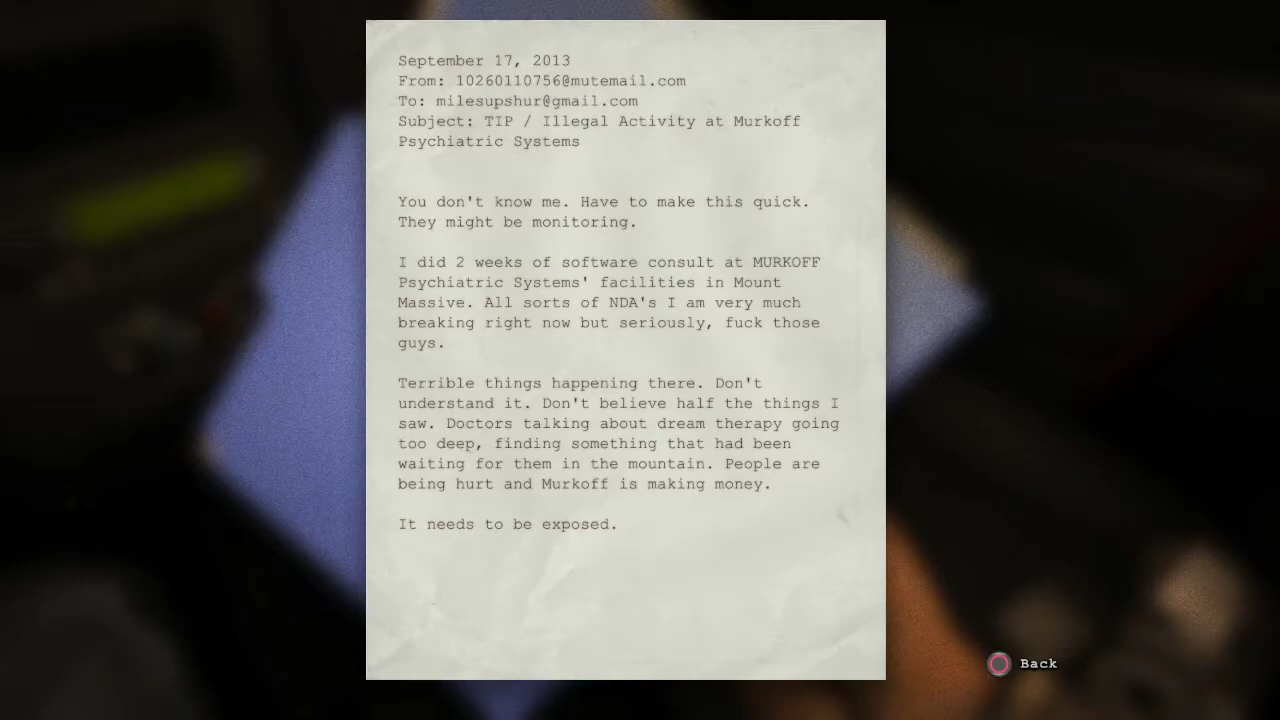 September 17, 2013
From: 10260110756@mutemail.com
To: milesupshur@gmail.com
Subject: TIP / Illegal Activity at Murkoff
Psychiatric Systems
You don't know me. Have to make this quick.
They might be monitoring.
I did 2 weeks of software consult at MURKOFF
Psychiatric Systems' facilities in Mount
Massive. All sorts of NDA's I am very much
breaking right now but seriously, fuck those
guys.
Terrible things happening there. Don't
understand it. Don't believe half the things I
saw. Doctors talking about dream therapy going
too deep, finding something that had been
waiting for them in the mountain. People are
being hurt and Murkoff is making money.
It needs to be exposed.
Back